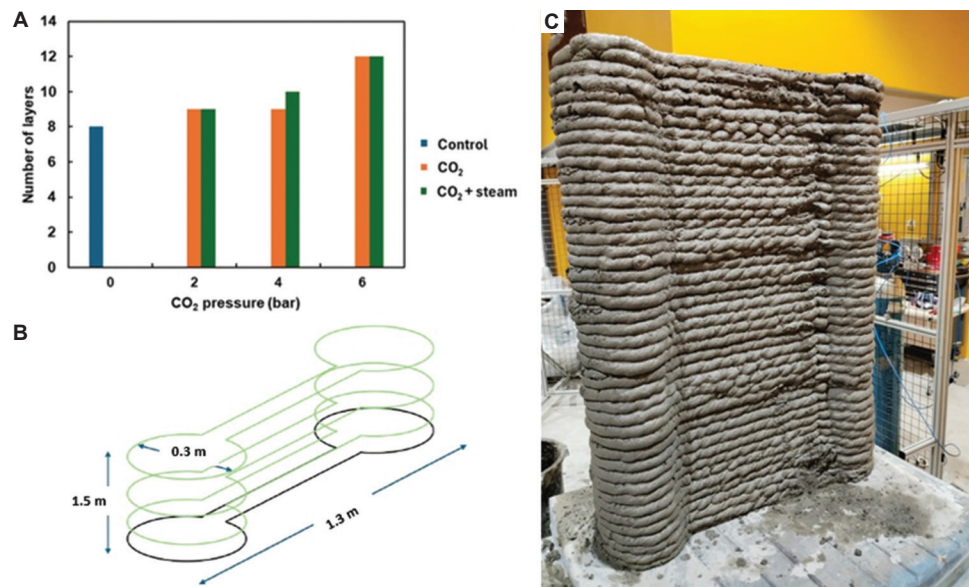 A
14
12
10
8
6
4
2
0
Number of layers
0 2 4 6
CO₂ pressure (bar)
Control
CO₂
CO₂ + steam
B
0.3 m
1.5 m
1.3 m
C